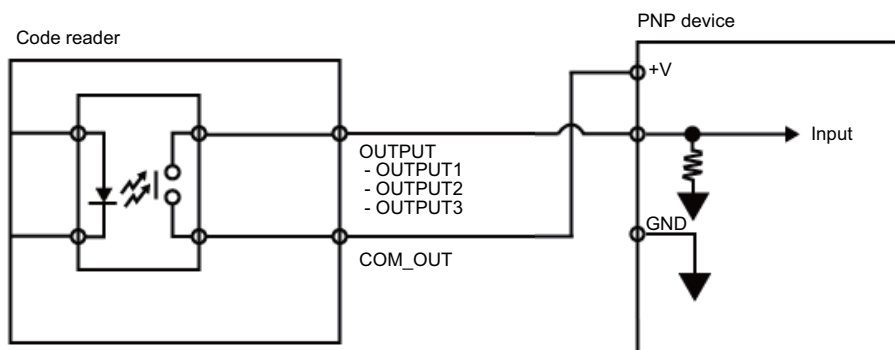 PNP device
Code reader
+V
Input
OUTPUT
- OUTPUT1
- OUTPUT2
- OUTPUT3
GND
COM_OUT